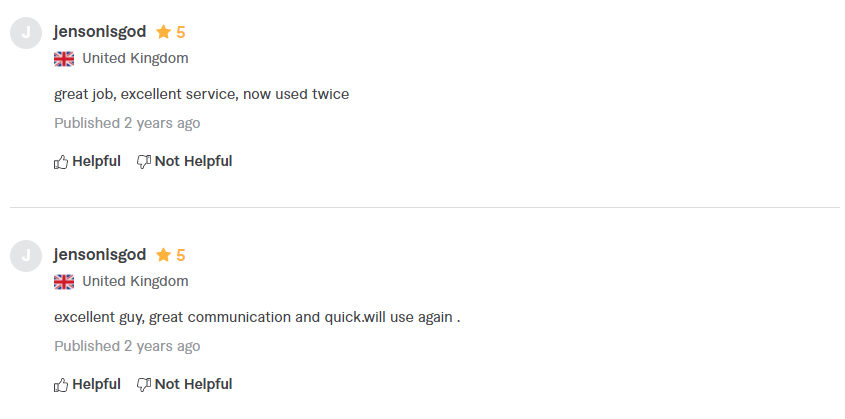 J
jensonisgod 5
United Kingdom
great job, excellent service, now used twice
Published 2 years ago
Helpful Not Helpful
J
jensonisgod 5
United Kingdom
excellent guy, great communication and quick.will use again .
Published 2 years ago
Helpful Not Helpful